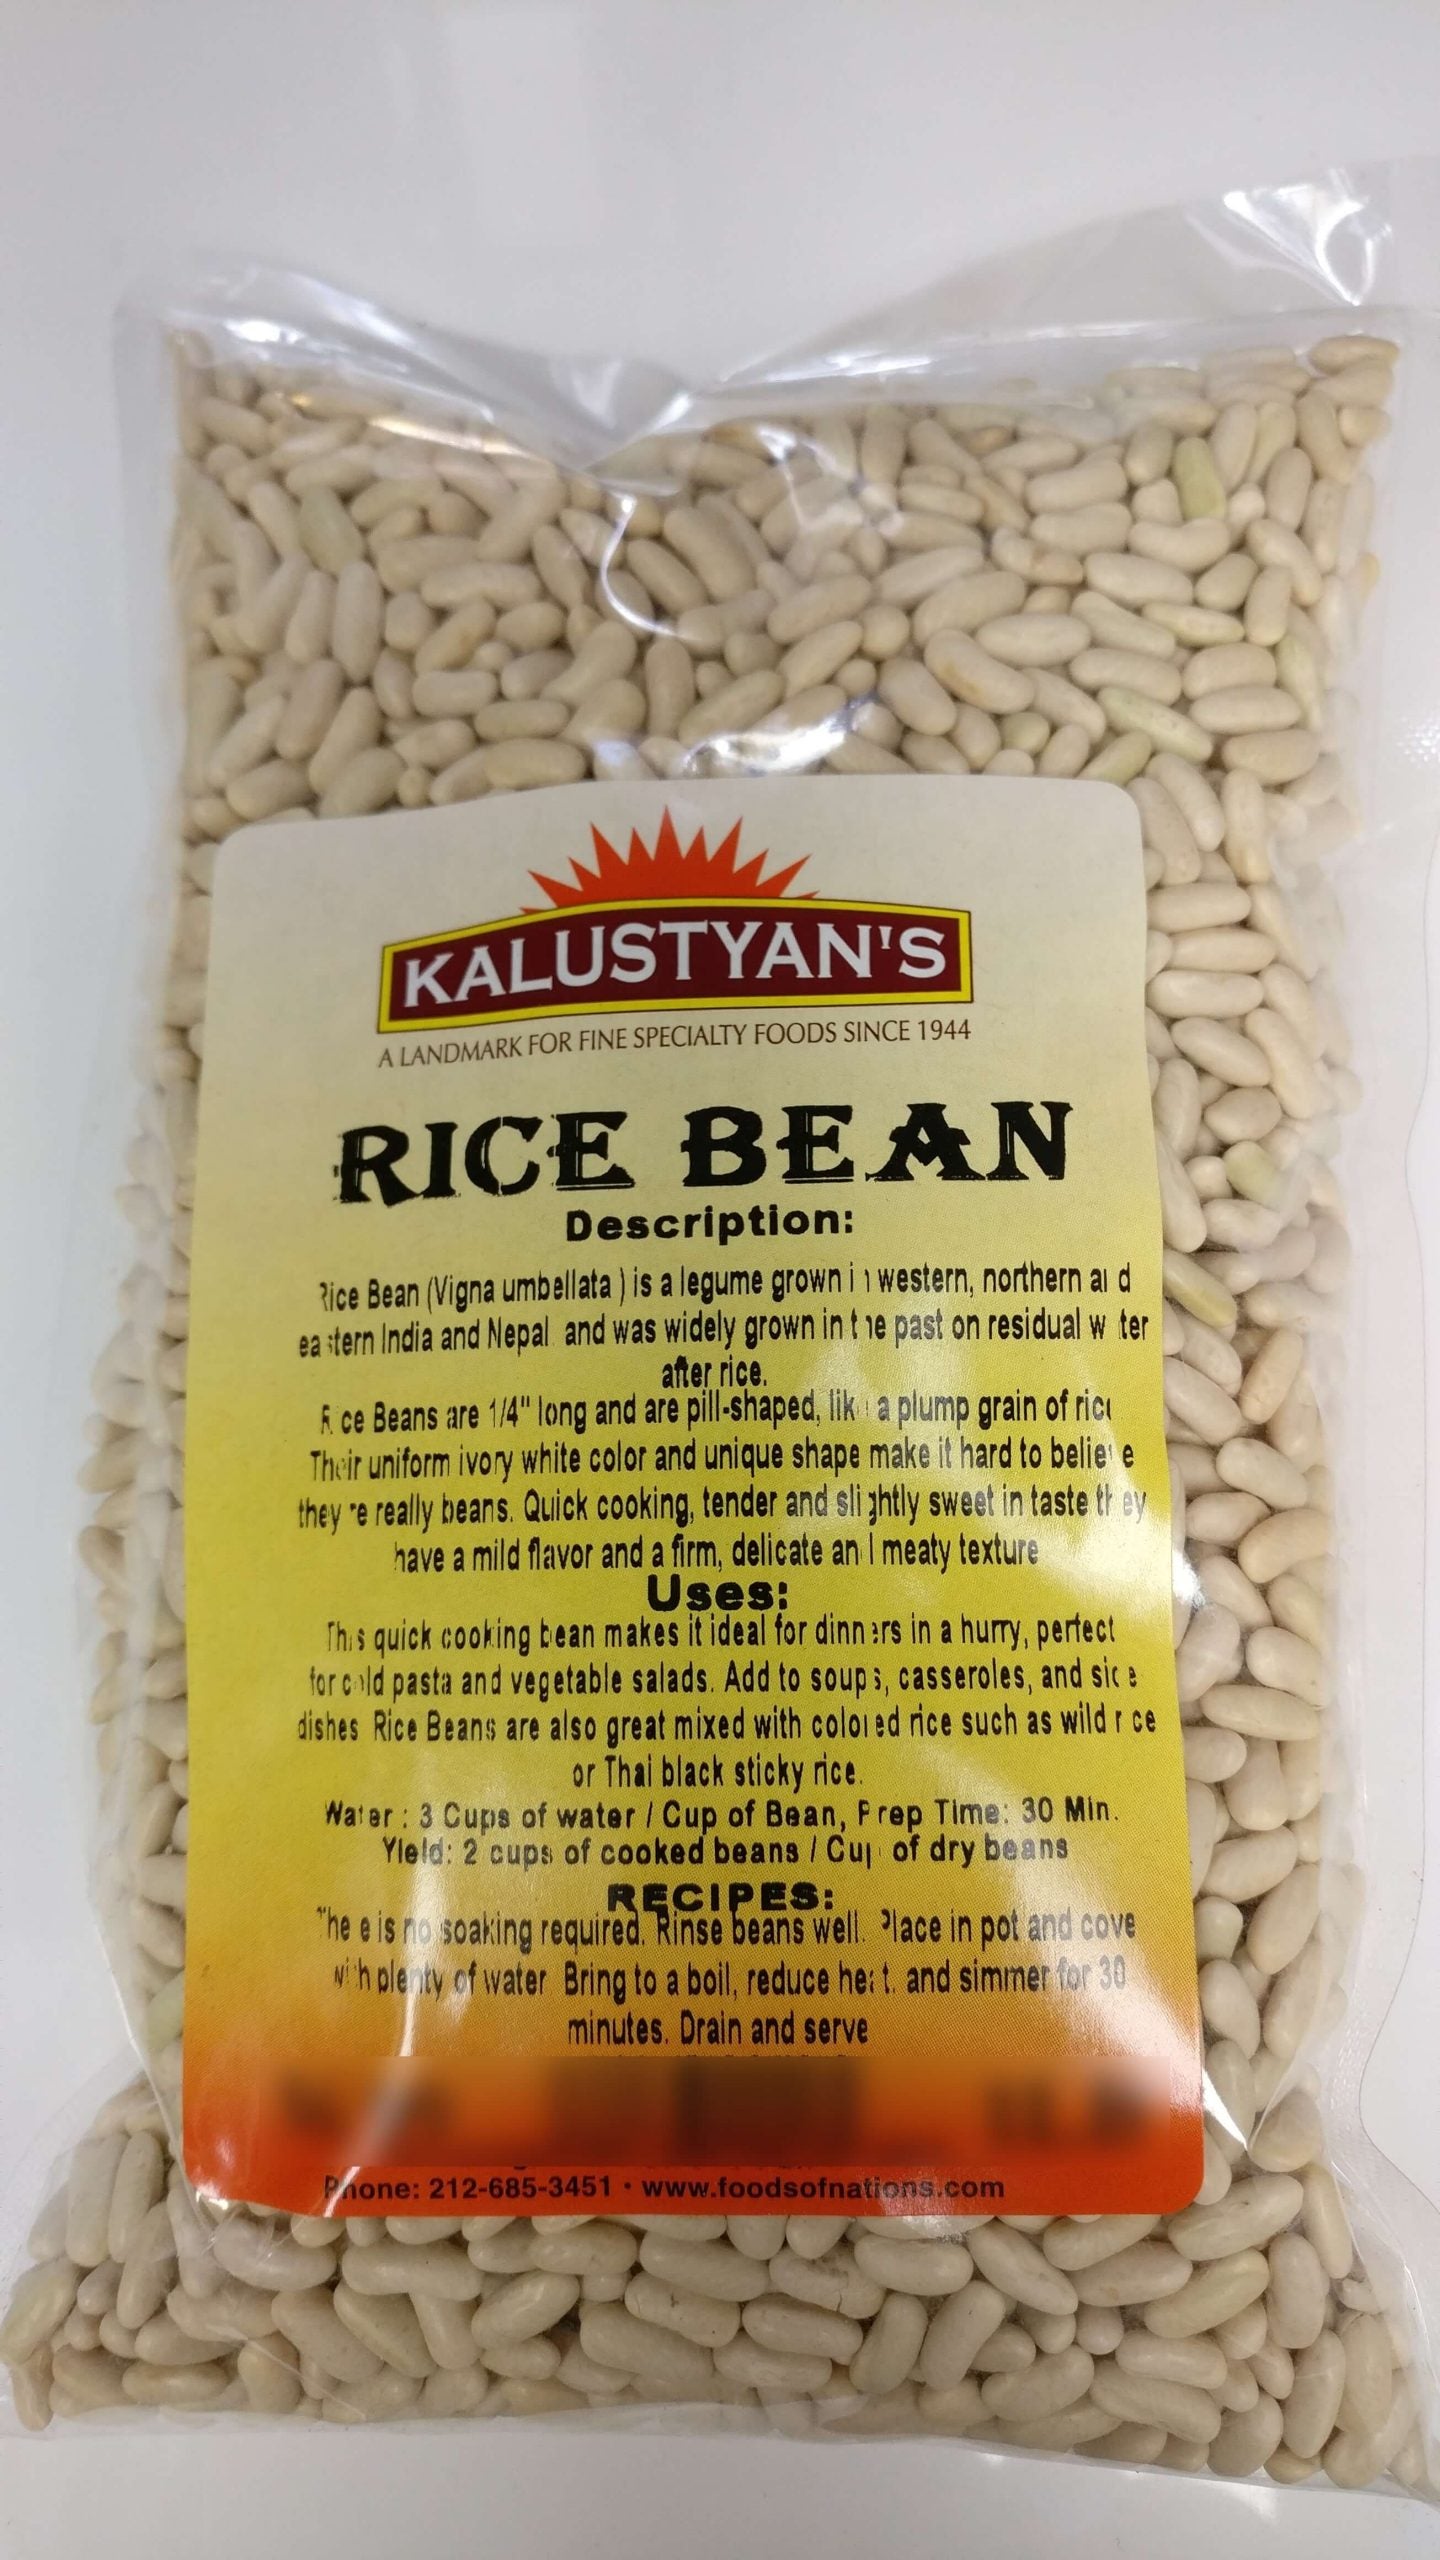 KALUSTYAN'S
A LANDMARK FOR FINE SPECIALTY FOODS SINCE 1944
RICE BEAN
Description:
Rice Bean (Vigna umbellata ) is a legume grown in western, northern and
eastern India and Nepal and was widely grown in the past on residual water
after rice.
Rice Beans are 1/4" long and are pill-shaped, like a plump grain of rice
Their uniform ivory white color and unique shape make it hard to believe
they're really beans. Quick cooking, tender and slightly sweet in taste they
have a mild flavor and a firm, delicate and meaty texture
Uses:
This quick cooking bean makes it ideal for dinners in a hurry, perfect
for cold pasta and vegetable salads. Add to soups, casseroles, and side
dishes Rice Beans are also great mixed with colored rice such as wild rice
or Thai black sticky rice.
Water : 3 Cups of water / Cup of Bean, Prep Time: 30 Min.
Yield: 2 cups of cooked beans / Cup of dry beans
RECIPES:
There is no soaking required. Rinse beans well. Place in pot and cover
with plenty of water Bring to a boil, reduce heat. and simmer for 30
minutes. Drain and serve
Phone: 212-685-3451 • www.foodsofnations.com